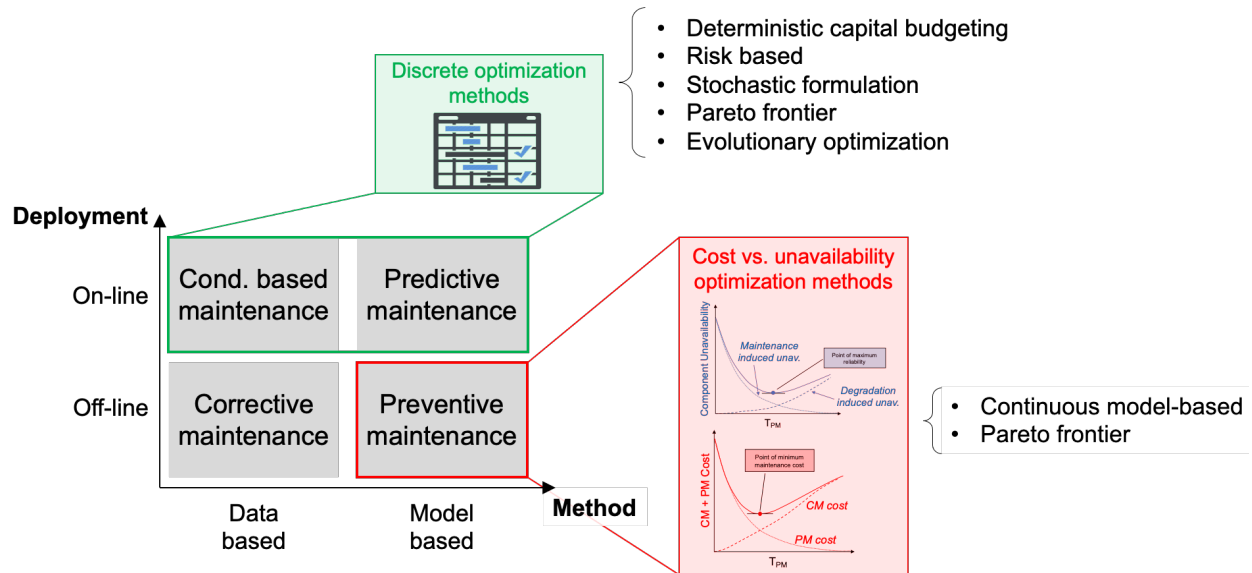 Discrete optimization
methods
• Deterministic capital budgeting
• Risk based
• Stochastic formulation
• Pareto frontier
• Evolutionary optimization
Deployment
On-line
Cond. based
maintenance
Predictive
maintenance
Off-line
Corrective
maintenance
Preventive
maintenance
Data
based
Model
based
Method
Cost vs. unavailability
optimization methods
Component Unavailability
Maintenance
induced unav.
Point of maximum
reliability
Degradation
induced unav.
TPM
CM + PM Cost
Point of minimum
maintenance cost
CM cost
PM cost
TPM
• Continuous model-based
• Pareto frontier